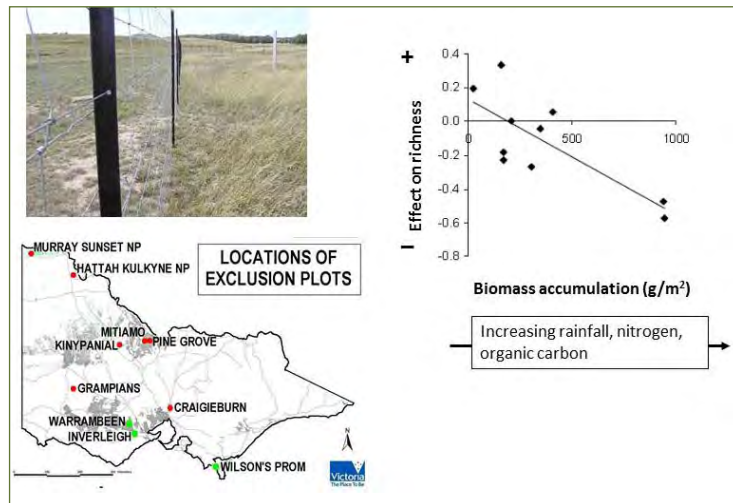 MURRAY SUNSET NP
HATTAH KULKYNE NP
LOCATIONS OF
EXCLUSION PLOTS
MITIAMO
PINE GROVE
KINYPANIAL
GRAMPIANS
CRAIGIEBURN
WARRAMBEEN
INVERLEIGH
WILSON'S PROM
N
Victoria
The Place To Be
+
Effect on richness
–
0.4
0.2
0.0
-0.2
-0.4
-0.6
-0.8
0
500
1000
Biomass accumulation (g/m²)
Increasing rainfall, nitrogen,
organic carbon